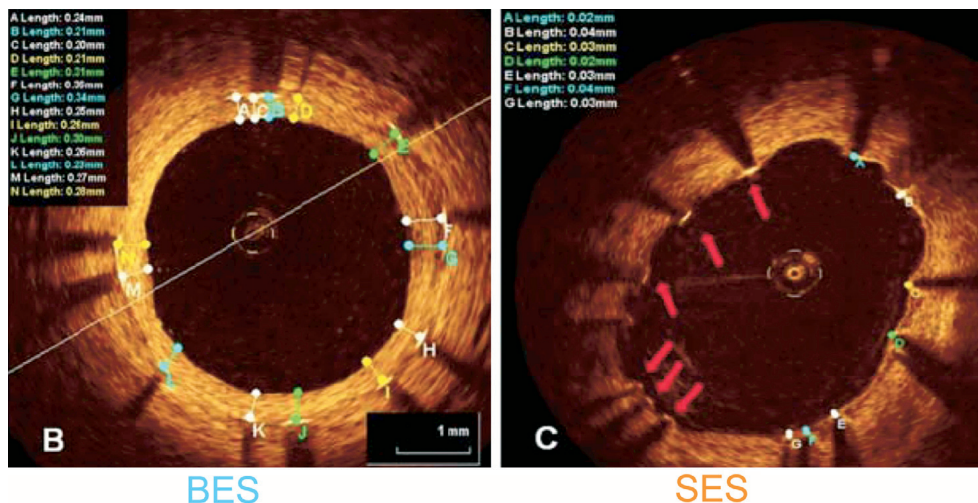 A Length: 0.24mm
B Length: 0.21mm
C Length: 0.20mm
D Length: 0.21mm
E Length: 0.31mm
F Length: 0.36mm
G Length: 0.34mm
H Length: 0.25mm
I Length: 0.26mm
J Length: 0.30mm
K Length: 0.26mm
L Length: 0.23mm
M Length: 0.27mm
N Length: 0.28mm
A C B D
E
F
G
N
M
H
L
I
K
J
B
1 mm
BES
A Length: 0.02mm
B Length: 0.04mm
C Length: 0.03mm
D Length: 0.02mm
E Length: 0.03mm
F Length: 0.04mm
G Length: 0.03mm
A
B
C
D
E
G F
C
SES